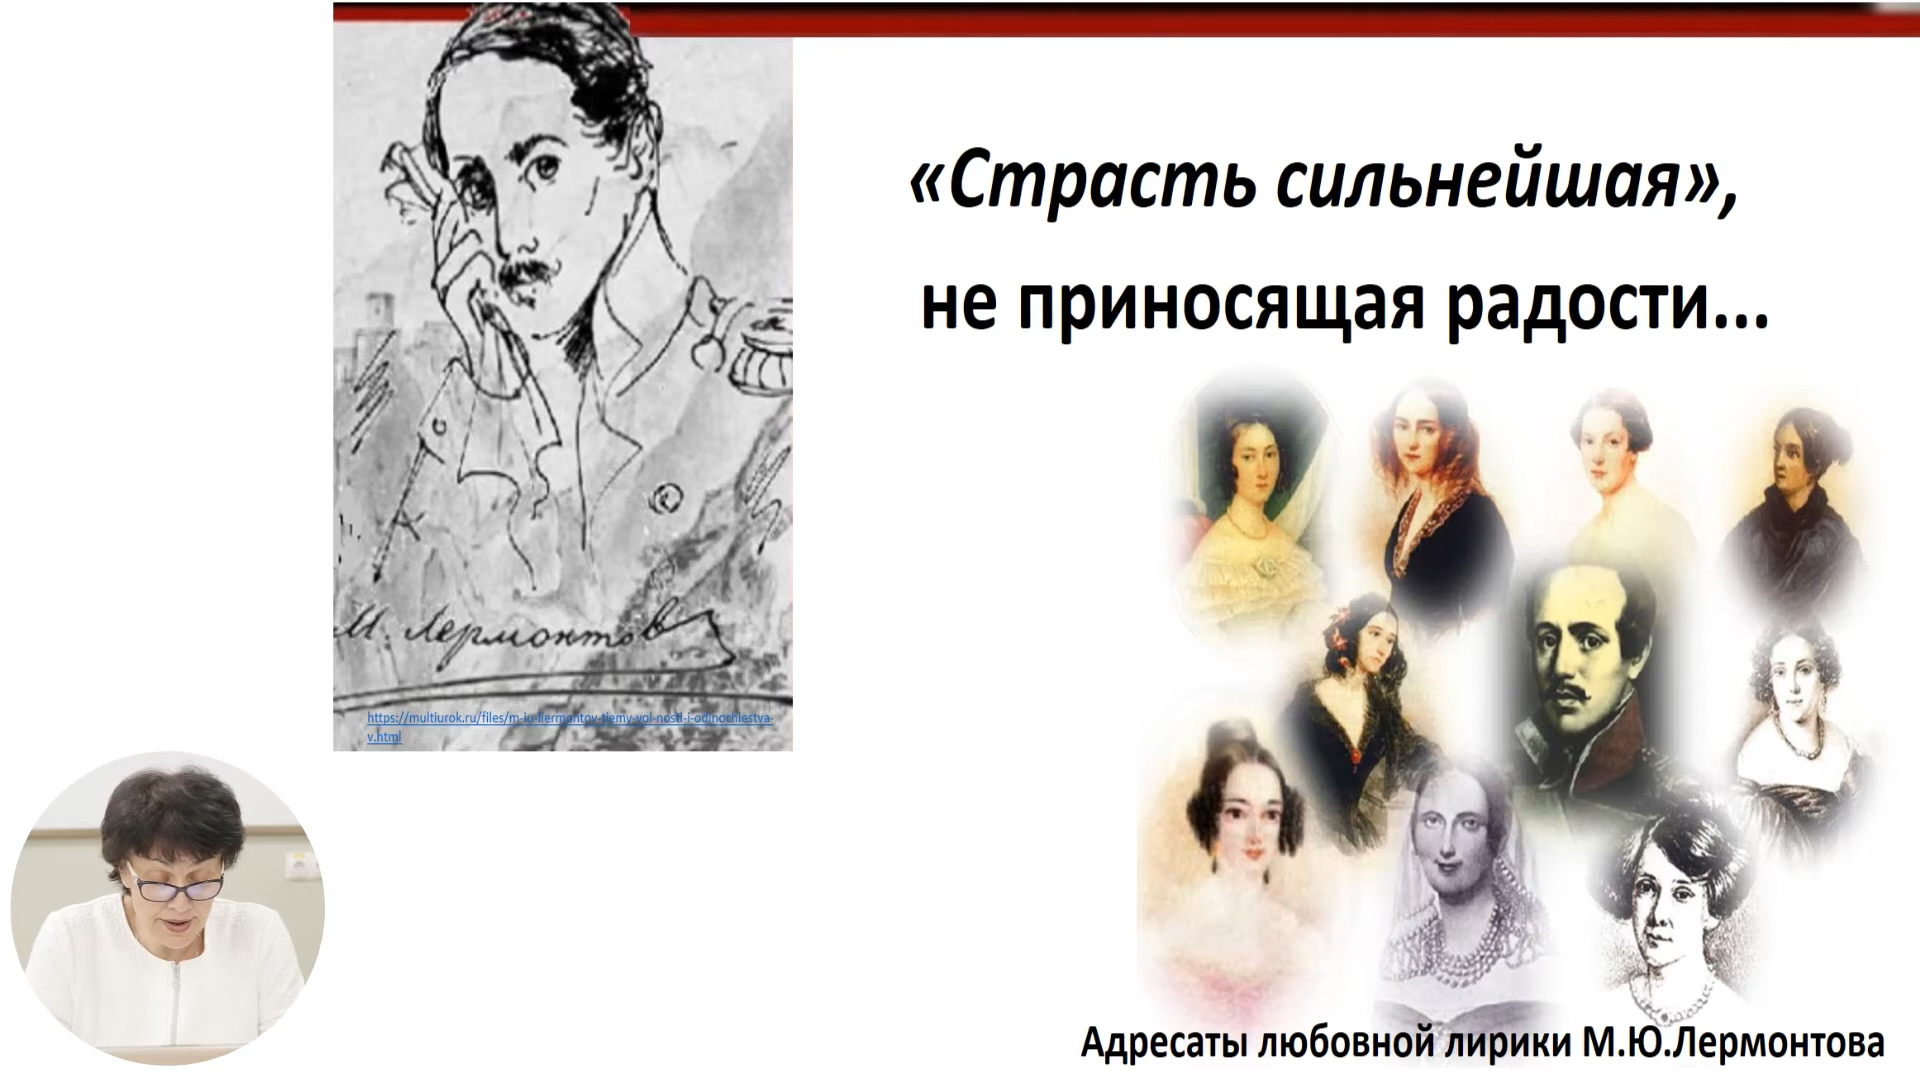 «Страсть сильнейшая»,
не приносящая радости...
М. Лермонтов
https://multiurok.ru/files/m-iu-liermontov-tiemy-vol-nosti-i-odinochiestva-
v.html
Адресаты любовной лирики М.Ю.Лермонтова